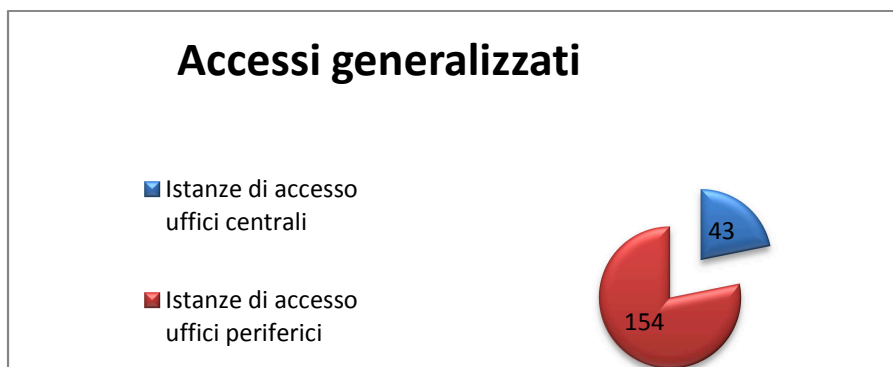 Accessi generalizzati
Istanze di accesso
uffici centrali
Istanze di accesso
uffici periferici
43
154